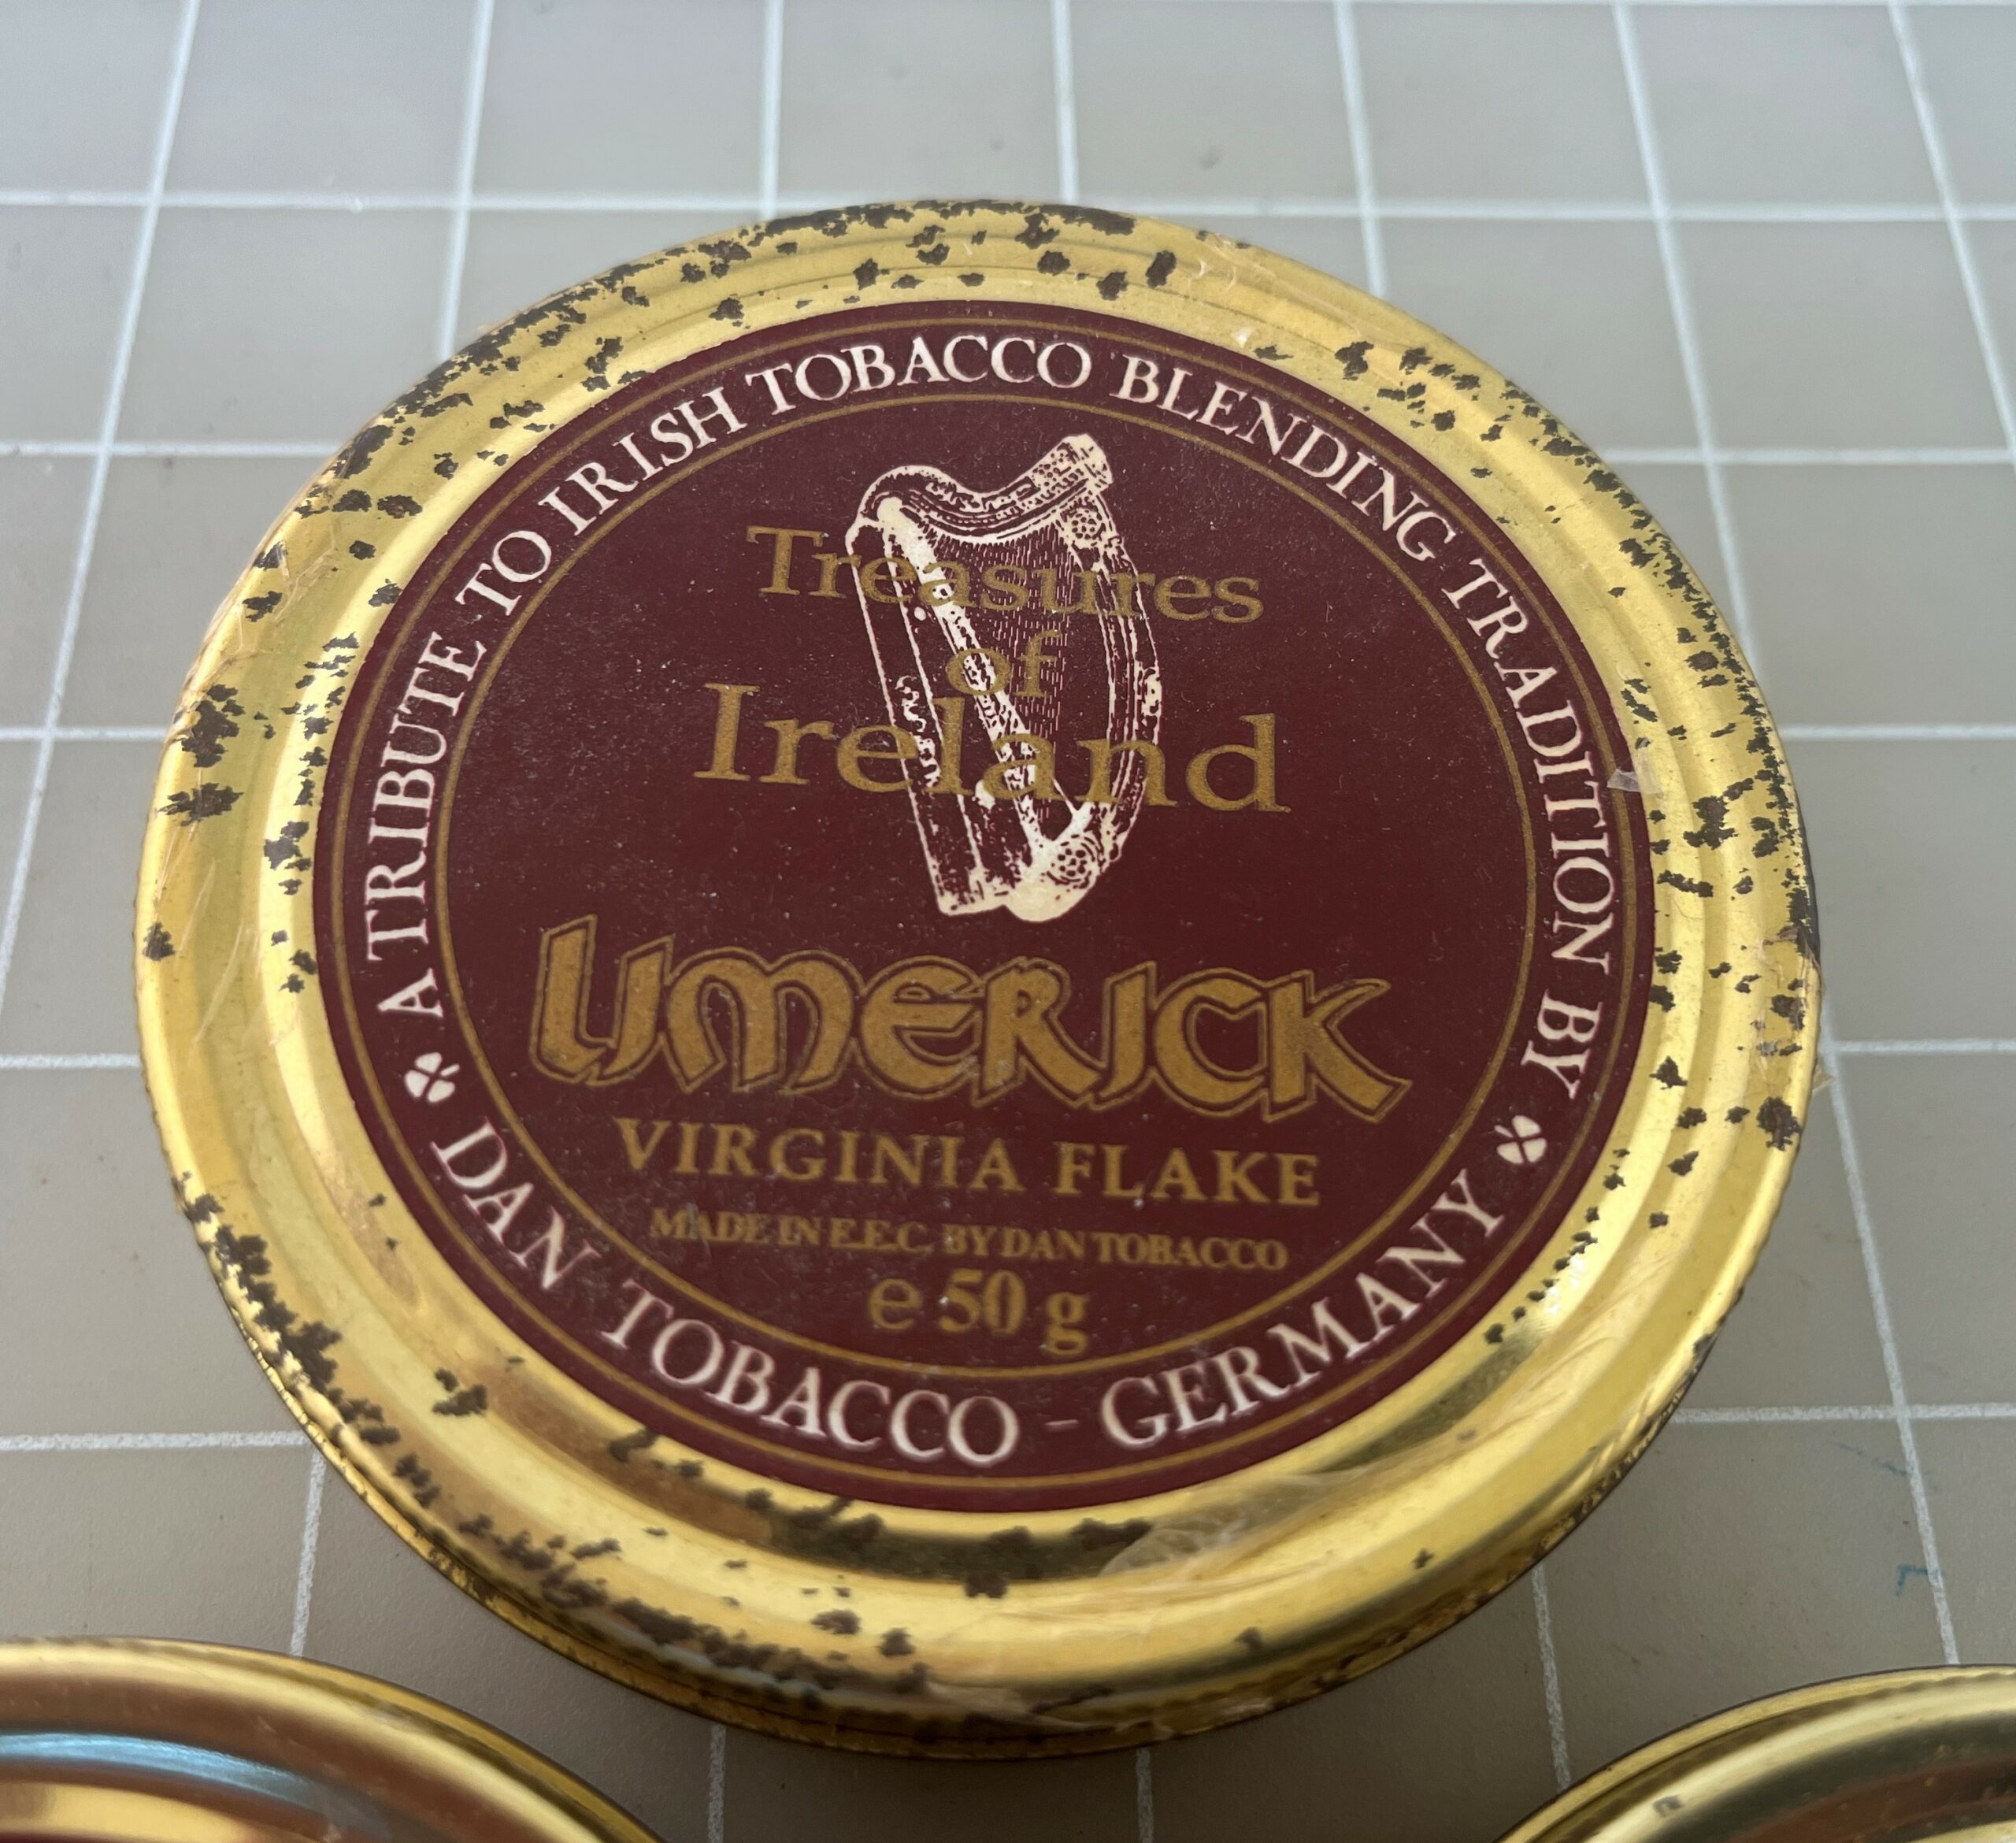 A TRIBUTE TO IRISH TOBACCO BLENDING TRADITION BY
Treasures
of
Ireland
LIMERICK
VIRGINIA FLAKE
MADE IN E.E.C. BY DAN TOBACCO
e 50 g
DAN TOBACCO - GERMANY